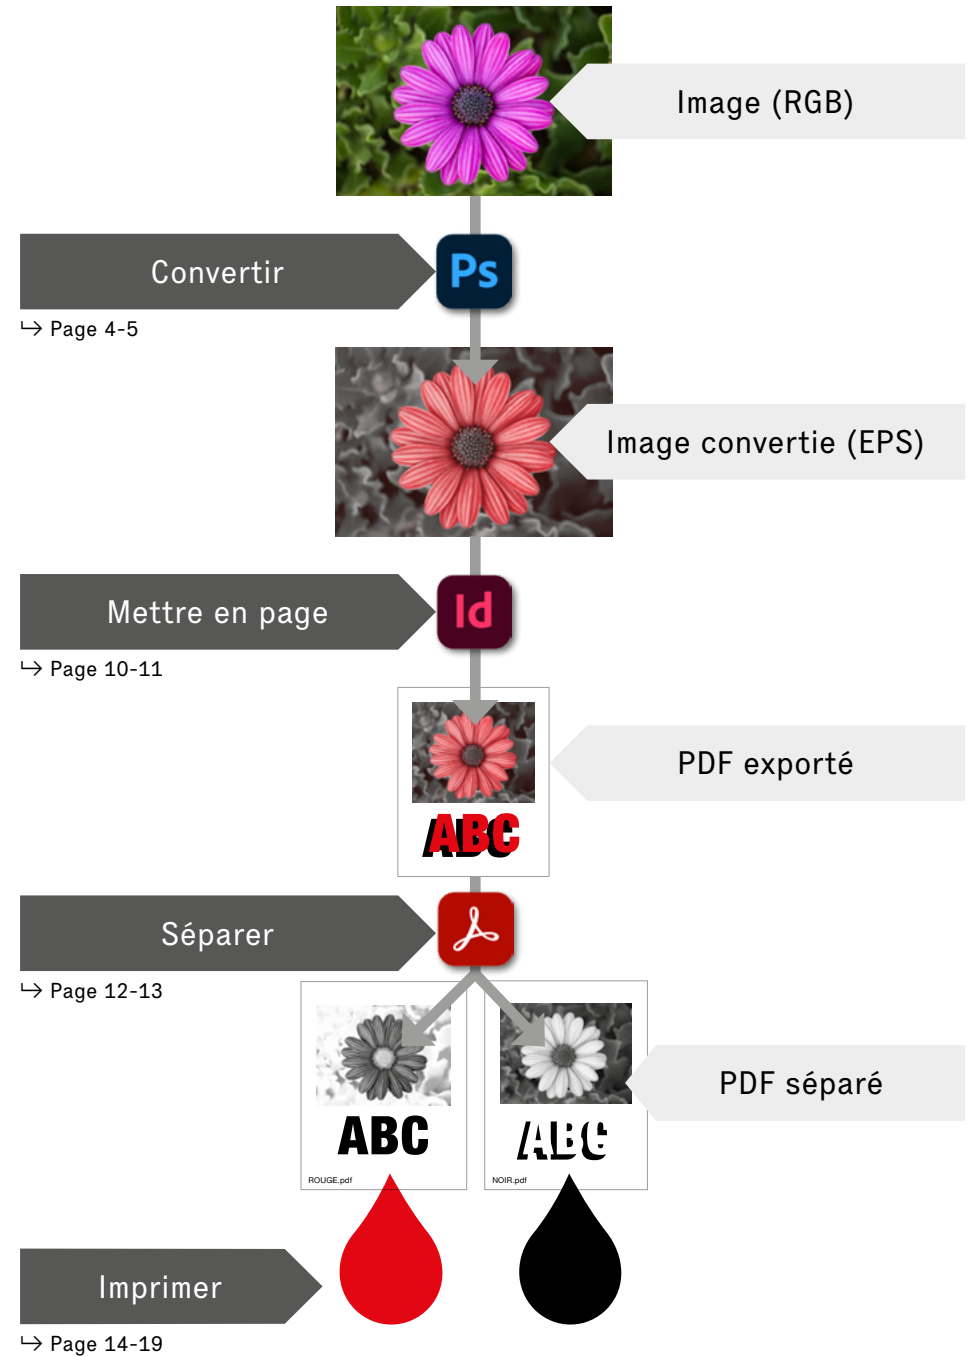 Image (RGB)
Convertir
Ps
↳ Page 4-5
Image convertie (EPS)
Mettre en page
Id
↳ Page 10-11
PDF exporté
ABC
Séparer
↳ Page 12-13
PDF séparé
ABC
ABC
ROUGE.pdf
NOIR.pdf
Imprimer
↳ Page 14-19